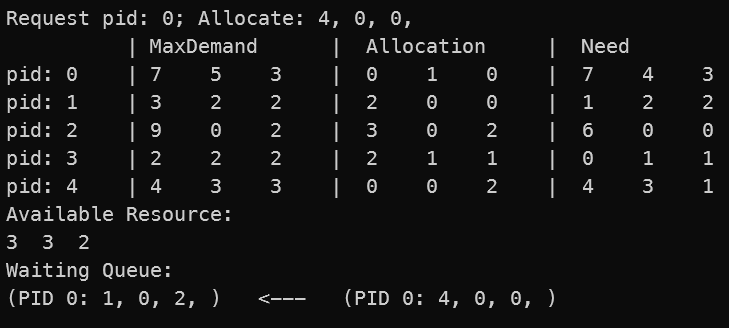 Request pid: 0; Allocate: 4, 0, 0,
| MaxDemand | Allocation | Need
pid: 0 | 7 5 3 | 0 1 0 | 7 4 3
pid: 1 | 3 2 2 | 2 0 0 | 1 2 2
pid: 2 | 9 0 2 | 3 0 2 | 6 0 0
pid: 3 | 2 2 2 | 2 1 1 | 0 1 1
pid: 4 | 4 3 3 | 0 0 2 | 4 3 1
Available Resource:
3 3 2
Waiting Queue:
(PID 0: 1, 0, 2, ) <--- (PID 0: 4, 0, 0, )